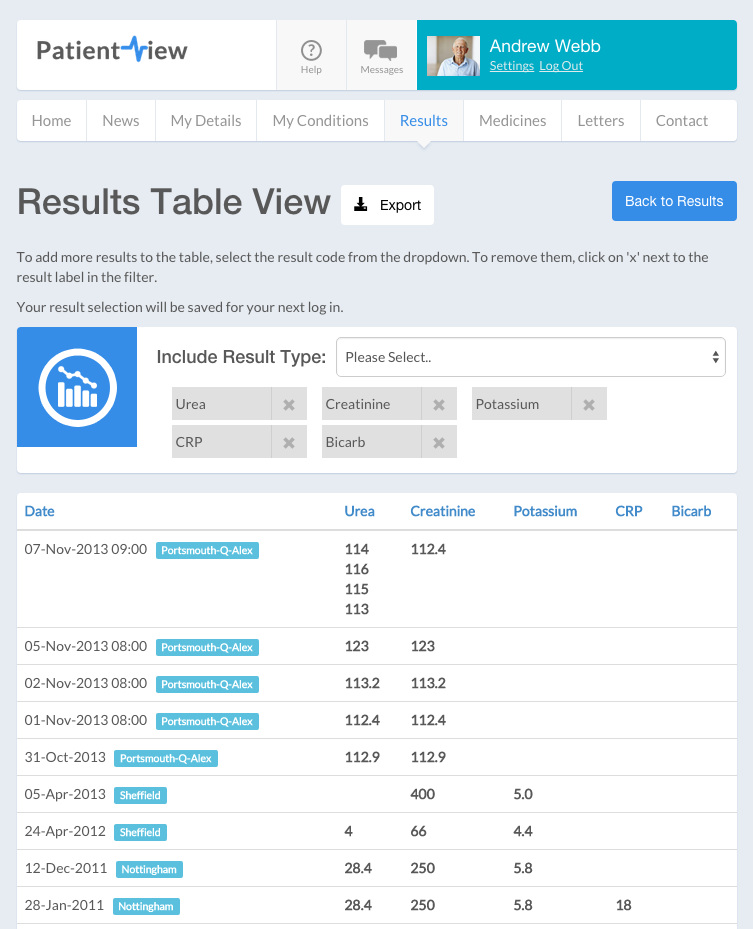 PatientView
Help
Messages
Andrew Webb
Settings Log Out
Home News My Details My Conditions Results Medicines Letters Contact
Results Table View
Export
Back to Results
To add more results to the table, select the result code from the dropdown. To remove them, click on 'x' next to the
result label in the filter.
Your result selection will be saved for your next log in.
Include Result Type: Please Select..
Urea Creatinine Potassium
CRP Bicarb
Date Urea Creatinine Potassium CRP Bicarb
07-Nov-2013 09:00 Portsmouth-Q-Alex 114 112.4
116
115
113
05-Nov-2013 08:00 Portsmouth-Q-Alex 123 123
02-Nov-2013 08:00 Portsmouth-Q-Alex 113.2 113.2
01-Nov-2013 08:00 Portsmouth-Q-Alex 112.4 112.4
31-Oct-2013 Portsmouth-Q-Alex 112.9 112.9
05-Apr-2013 Sheffield 400 5.0
24-Apr-2012 Sheffield 4 66 4.4
12-Dec-2011 Nottingham 28.4 250 5.8
28-Jan-2011 Nottingham 28.4 250 5.8 18